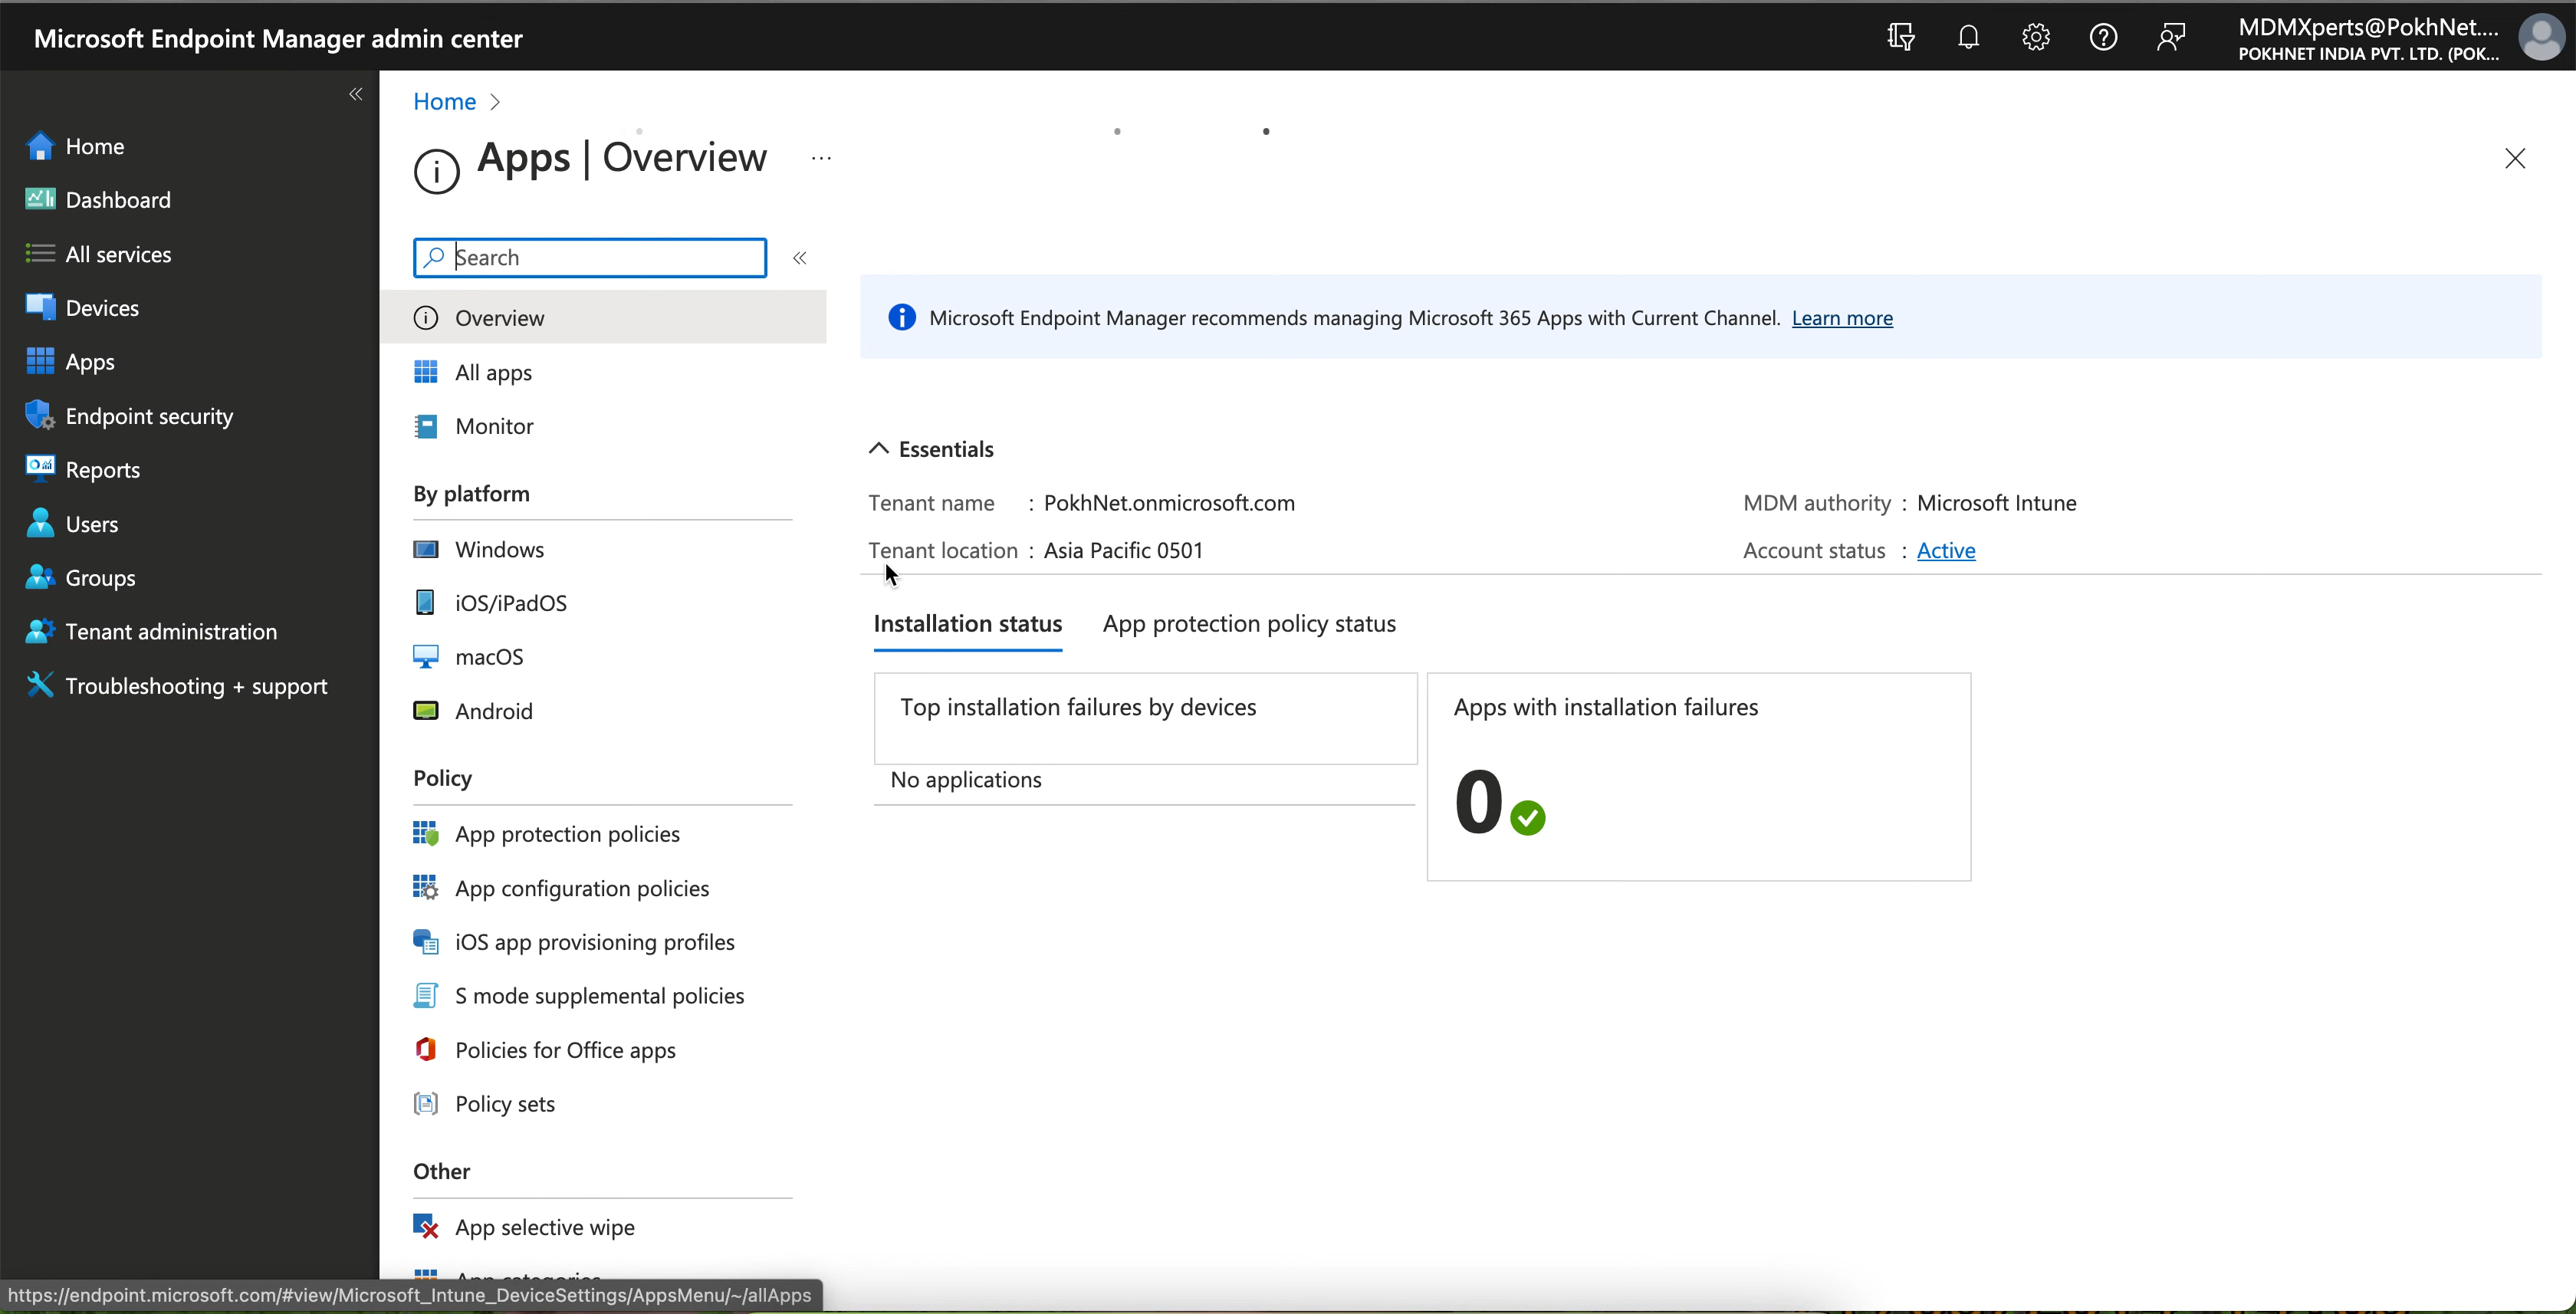 Microsoft Endpoint Manager admin center
MDMXperts@PokhNet....
POKHNET INDIA PVT. LTD. (POK...
Home
Dashboard
All services
Devices
Apps
Endpoint security
Reports
Users
Groups
Tenant administration
Troubleshooting + support
Home >
Apps | Overview ...
Search
Overview
All apps
Monitor
By platform
Windows
iOS/iPadOS
macOS
Android
Policy
App protection policies
App configuration policies
iOS app provisioning profiles
S mode supplemental policies
Policies for Office apps
Policy sets
Other
App selective wipe
App categories
Microsoft Endpoint Manager recommends managing Microsoft 365 Apps with Current Channel. Learn more
Essentials
Tenant name : PokhNet.onmicrosoft.com
Tenant location : Asia Pacific 0501
MDM authority : Microsoft Intune
Account status : Active
Installation status App protection policy status
Top installation failures by devices
No applications
Apps with installation failures
0
https://endpoint.microsoft.com/#view/Microsoft_Intune_DeviceSettings/AppsMenu/~/allApps